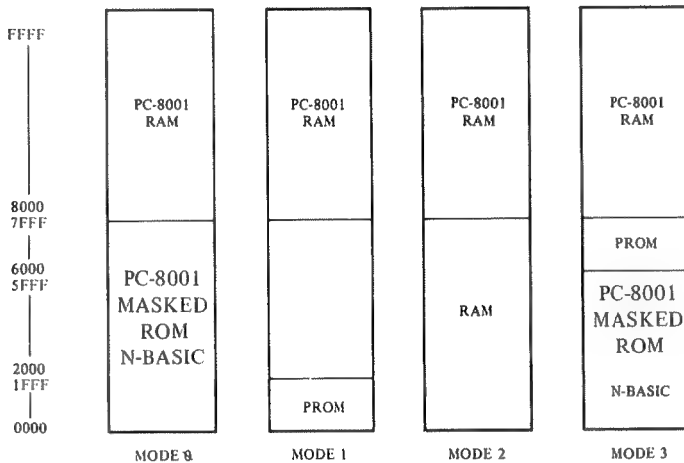 FFFF
8000
7FFF
6000
5FFF
2000
1FFF
0000
PC-8001
RAM
PC-8001
MASKED
ROM
N-BASIC
MODE 0
PC-8001
RAM
PROM
MODE 1
PC-8001
RAM
RAM
MODE 2
PC-8001
RAM
PROM
PC-8001
MASKED
ROM
N-BASIC
MODE 3